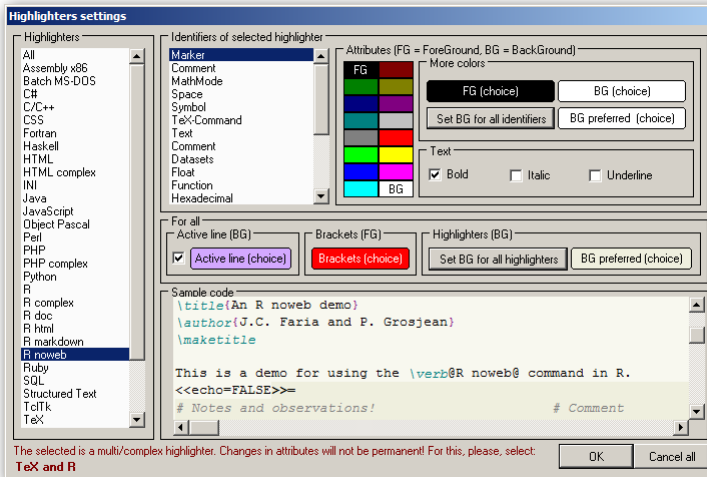 Highlighters settings
Highlighters
All
Assembly x86
Batch MS-DOS
C#
C/C++
CSS
Fortran
Haskell
HTML
HTML complex
INI
Java
JavaScript
Object Pascal
Perl
PHP
PHP complex
Python
R
R complex
R doc
R html
R markdown
R noweb
Ruby
SQL
Structured Text
TclTk
TeX
Identifiers of selected highlighter
Marker
Comment
MathMode
Space
Symbol
TeX-Command
Text
Comment
Datasets
Float
Function
Hexadecimal
Attributes (FG = ForeGround, BG = BackGround)
FG
BG
More colors
FG (choice)
BG (choice)
Set BG for all identifiers
BG preferred (choice)
Text
Bold
Italic
Underline
For all
Active line (BG)
Active line (choice)
Brackets (FG)
Brackets (choice)
Highlighters (BG)
Set BG for all highlighters
BG preferred (choice)
Sample code
\title{An R noweb demo}
\author{J.C. Faria and P. Grosjean}
\maketitle
This is a demo for using the \verb@R noweb@ command in R.
<<echo=FALSE>>=
# Notes and observations! # Comment
The selected is a multi/complex highlighter. Changes in attributes will not be permanent! For this, please, select:
TeX and R
OK
Cancel all